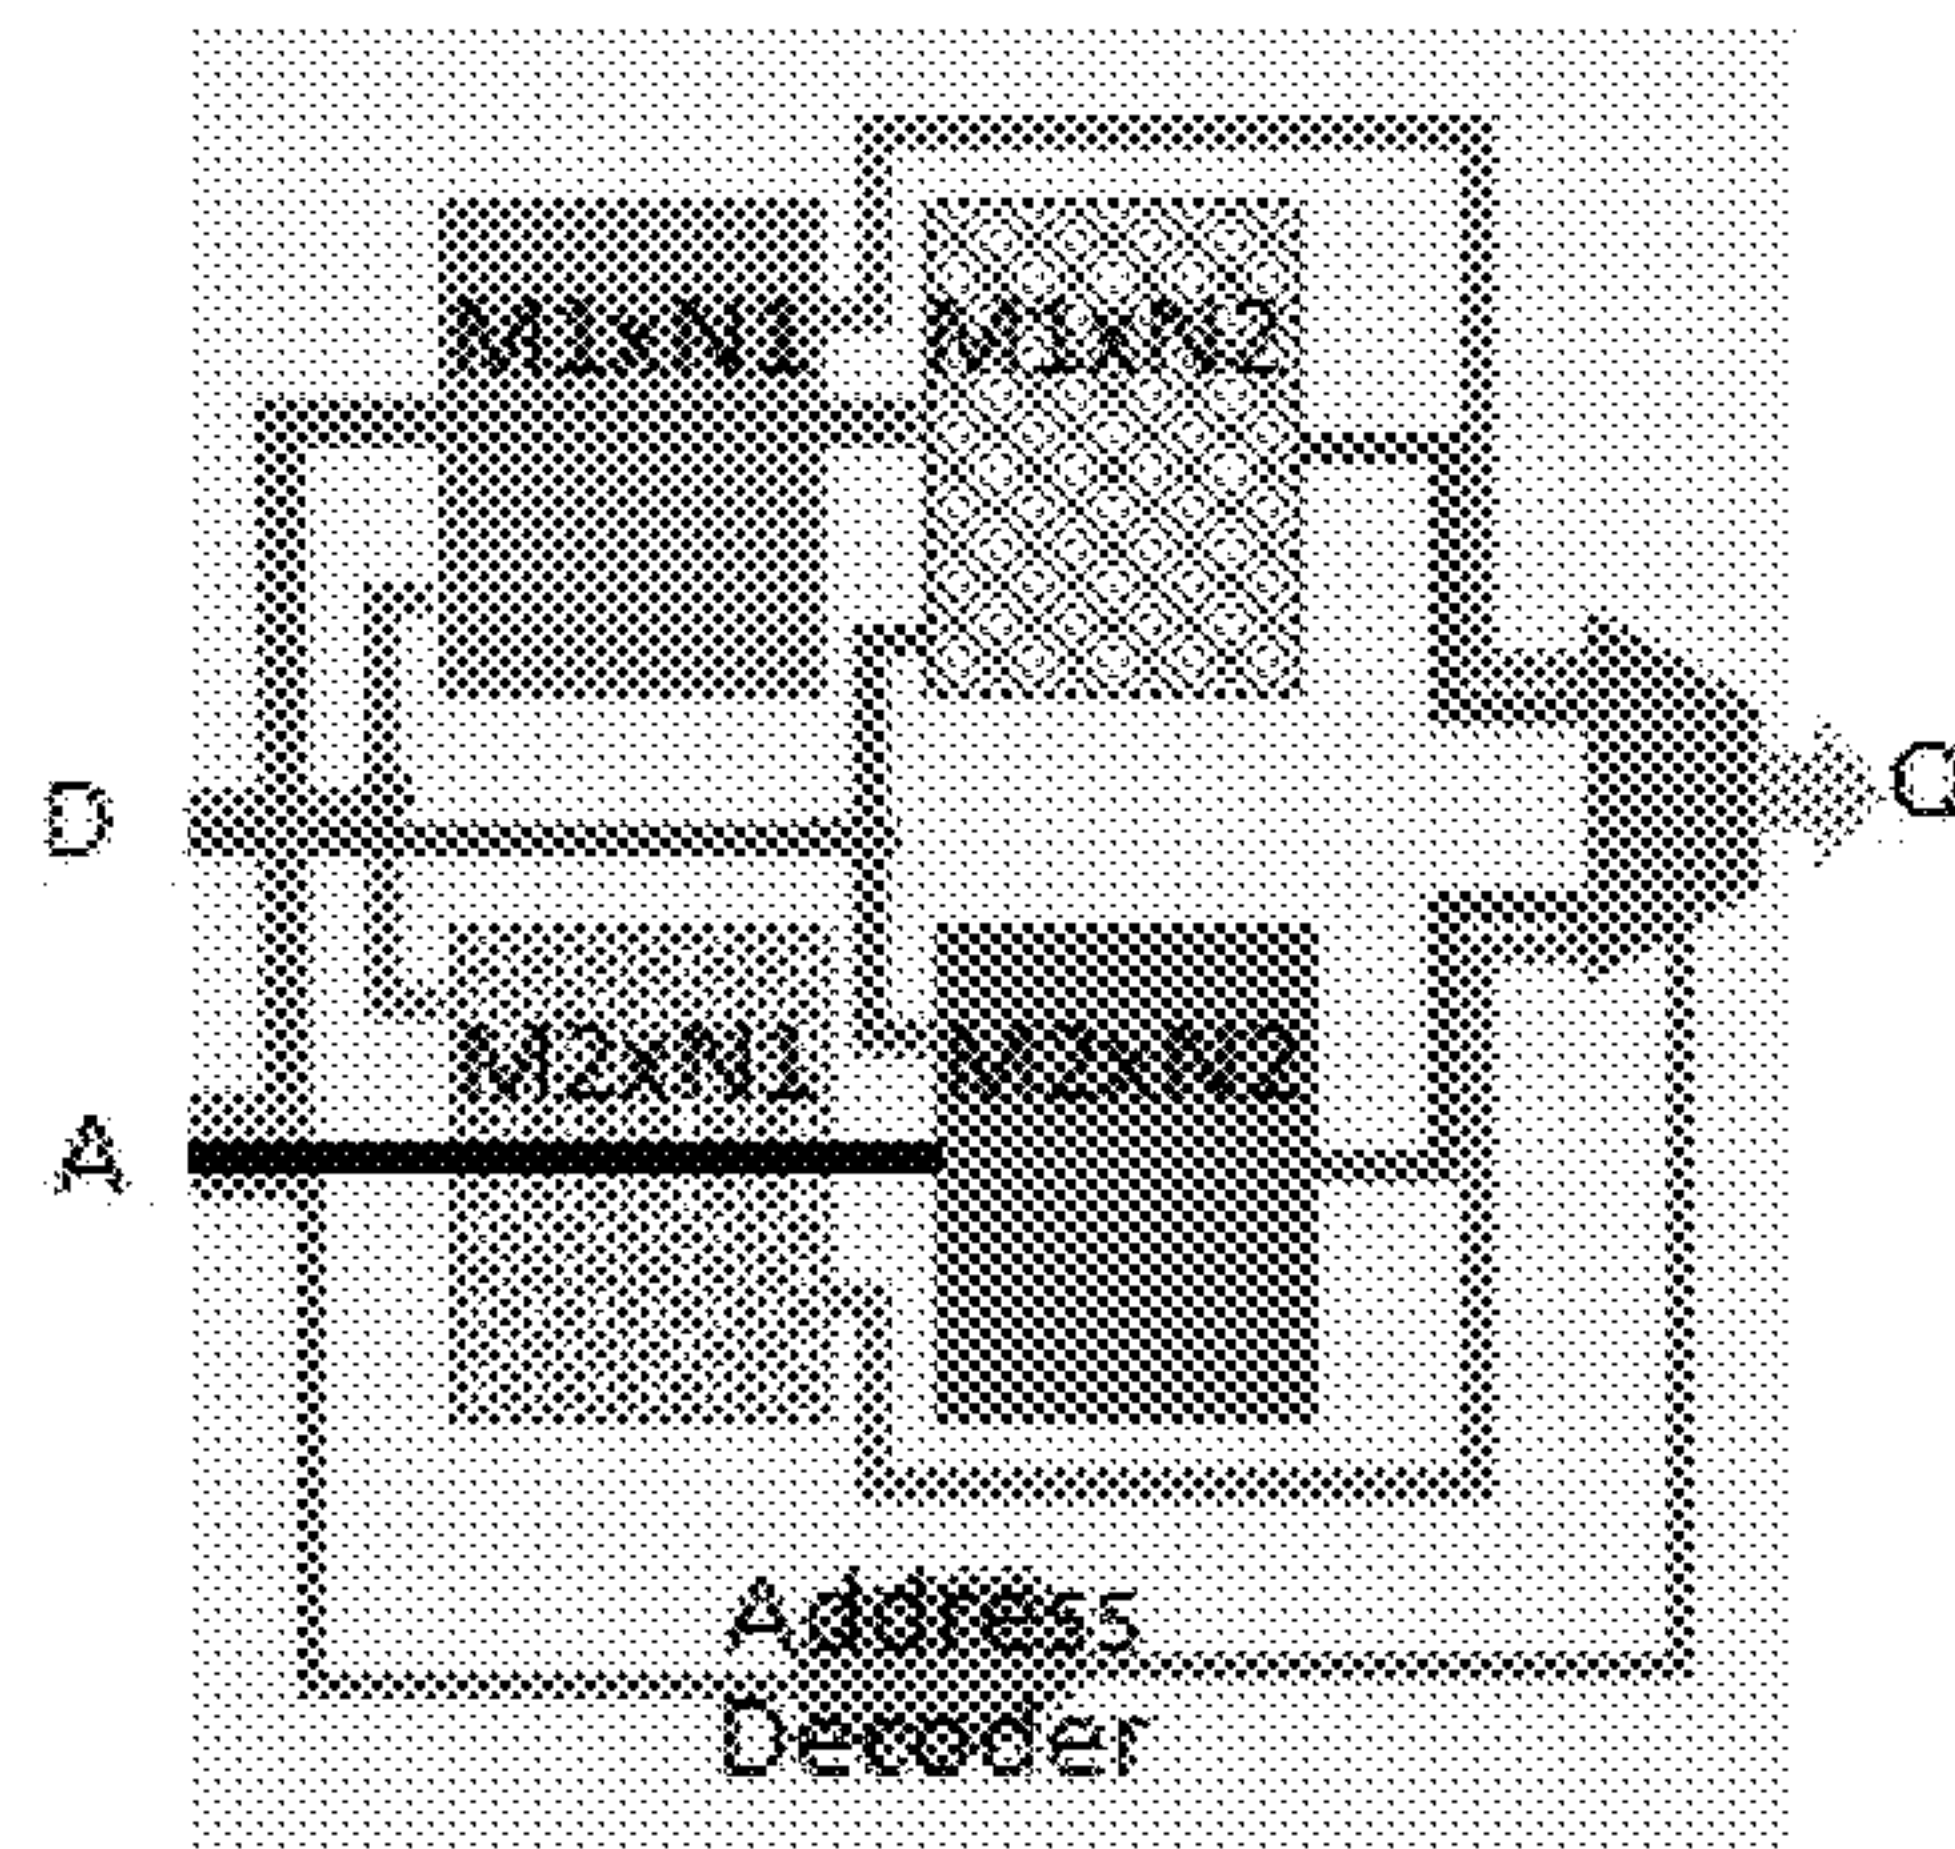 M1xN1 M1xN2
D
M2xN1 M2xN2
A
Address
Decoder